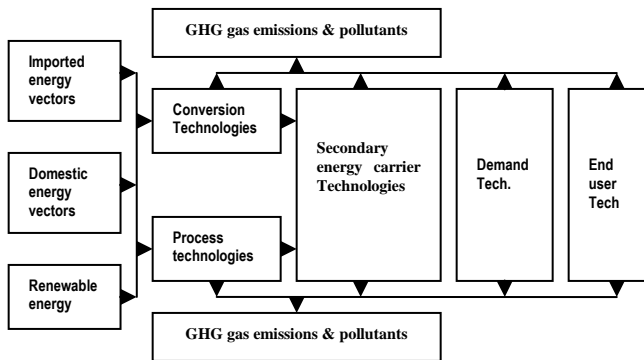 GHG gas emissions & pollutants
Imported
energy
vectors
Domestic
energy
vectors
Renewable
energy
Conversion
Technologies
Process
technologies
Secondary
energy carrier
Technologies
Demand
Tech.
End
user
Tech
GHG gas emissions & pollutants